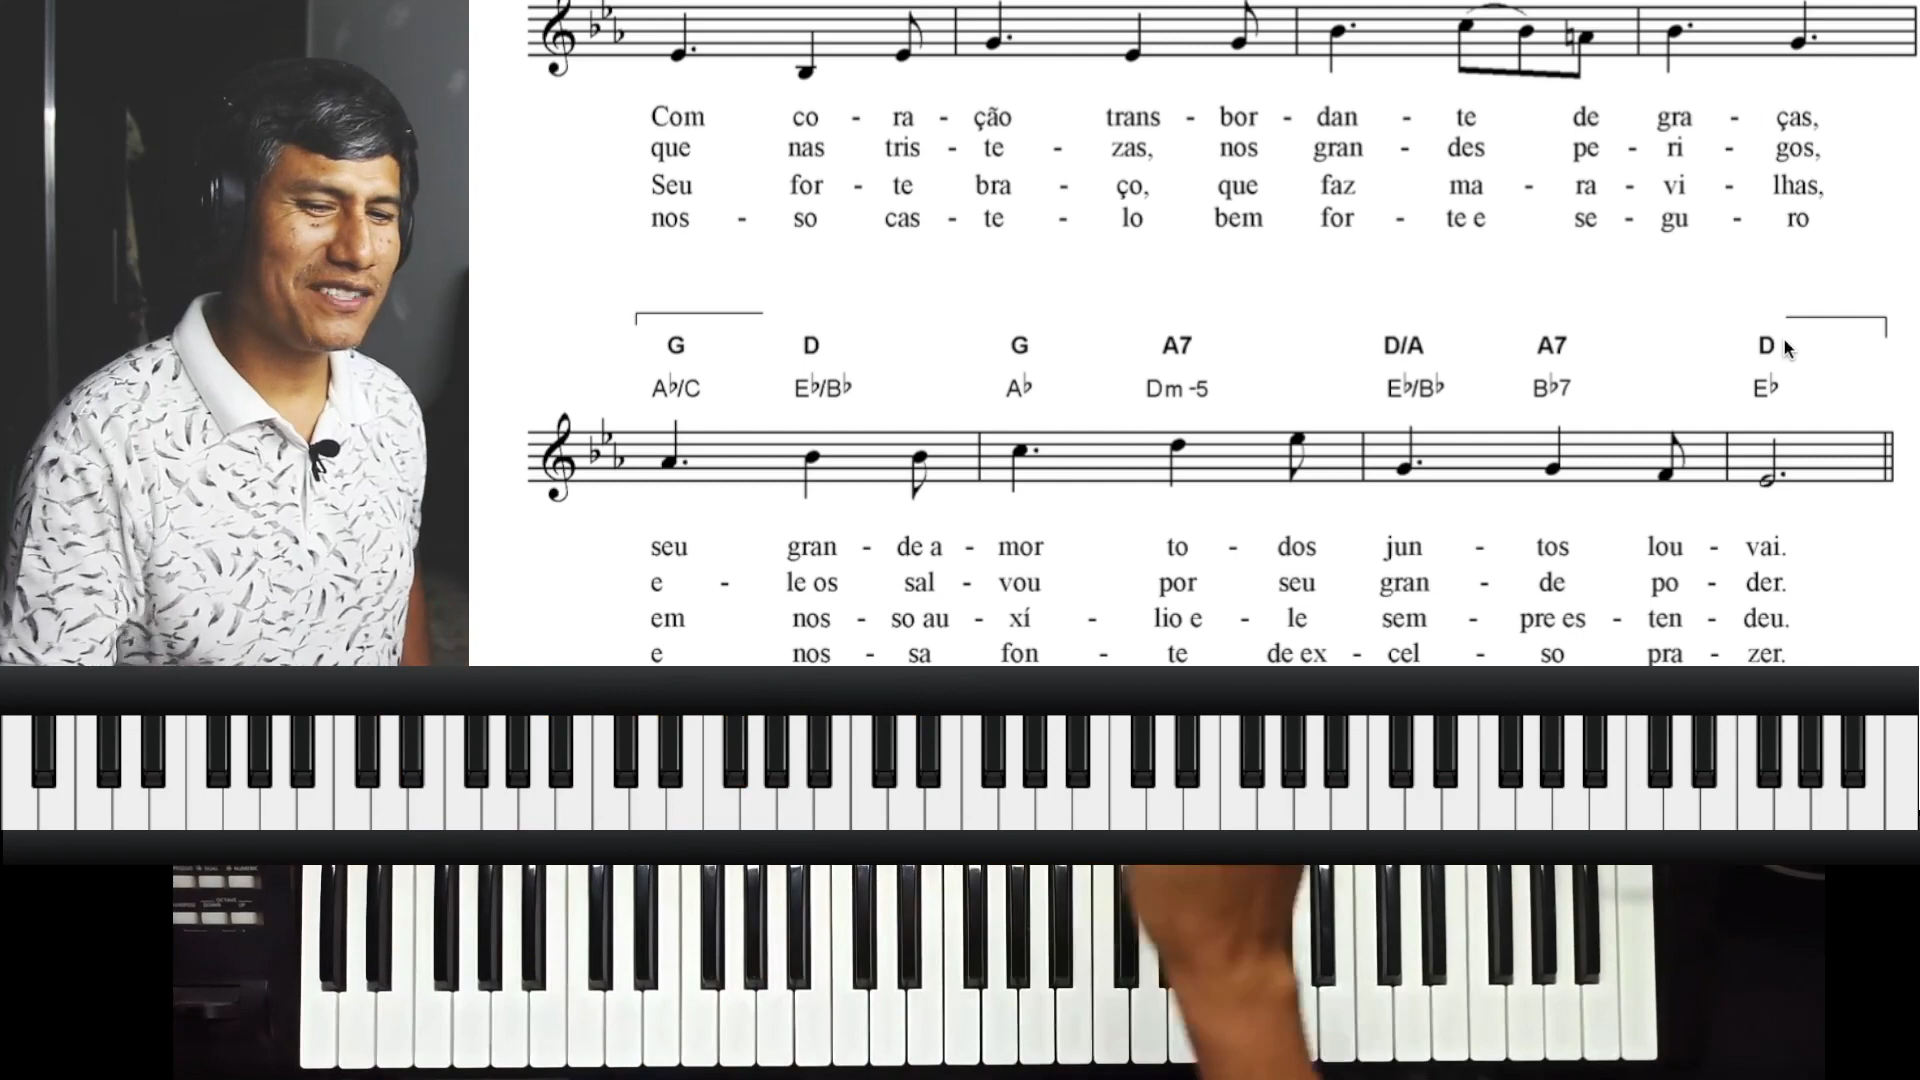 Com co - ra - ção trans - bor - dan - te de gra - ças,
que nas tris - te - zas, nos gran - des pe - ri - gos,
Seu for - te bra - ço, que faz ma - ra - vi - lhas,
nos - so cas - te - lo bem for - te e se - gu - ro
G D G A7 D/A A7 D
A♭/C E♭/B♭ A♭ Dm -5 E♭/B♭ B♭7 E♭
seu gran - de a - mor to - dos jun - tos lou - vai.
e - le os sal - vou por seu gran - de po - der.
em nos - so au - xí - lio e - le sem - pre es - ten - deu.
e nos - sa fon - te de ex - cel - so pra - zer.